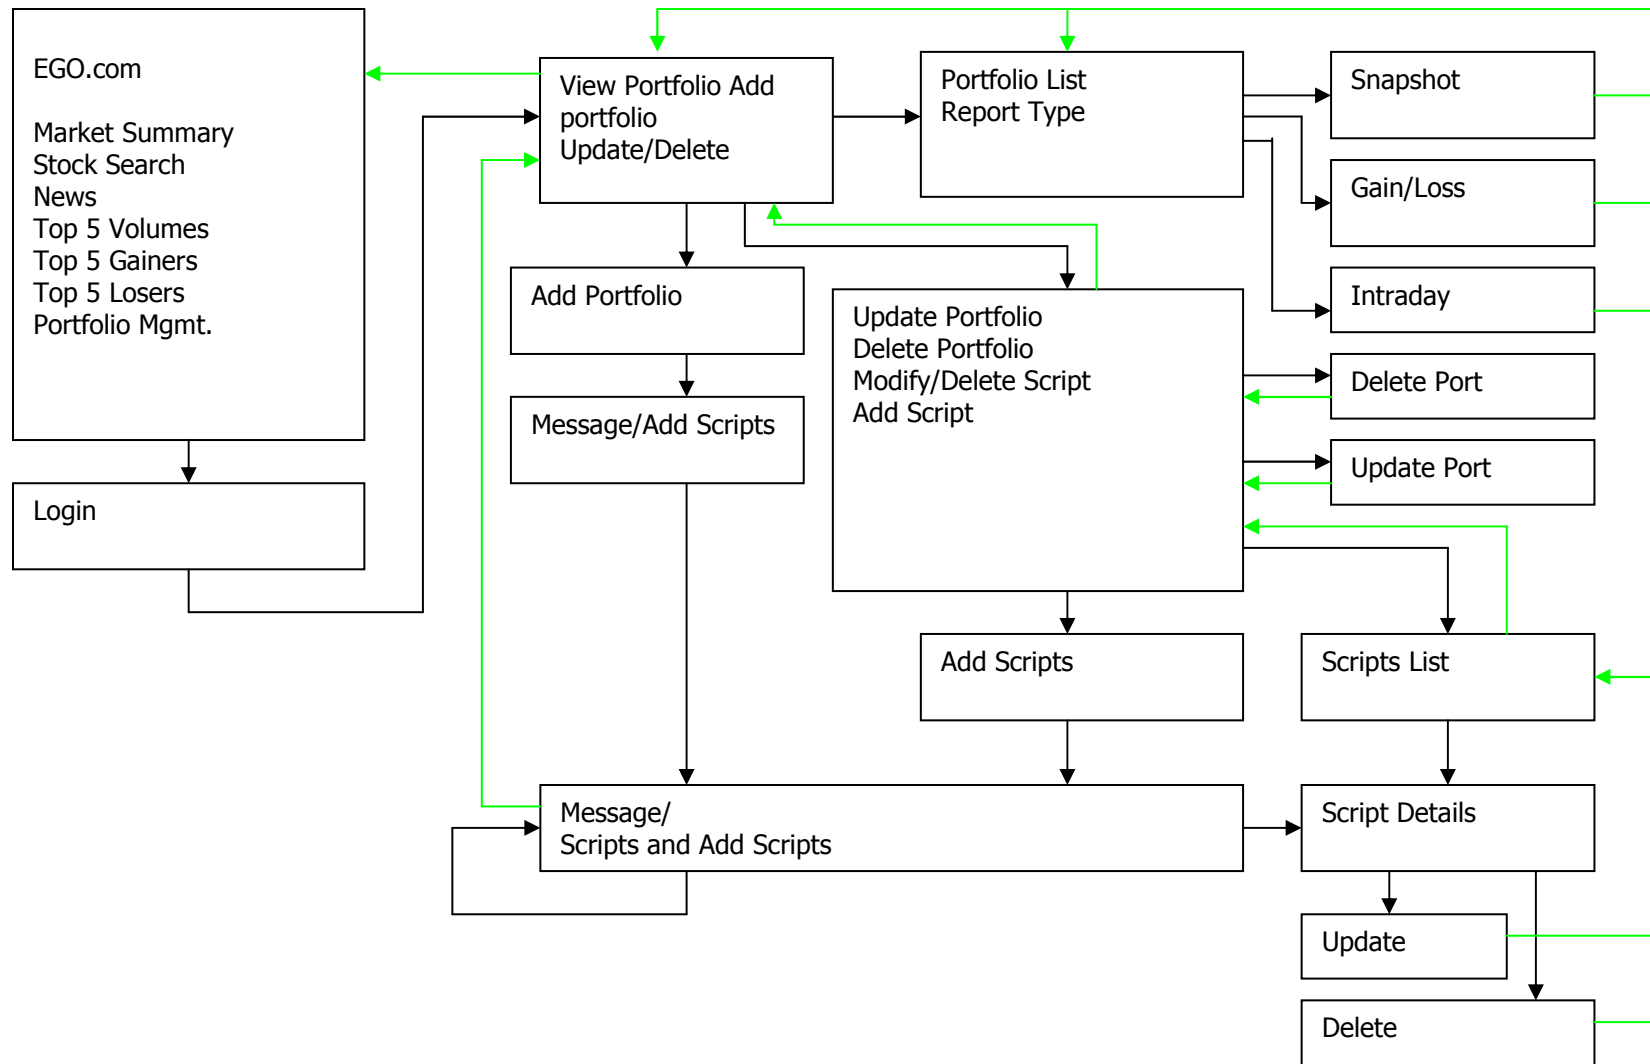 EGO.com
Market Summary
Stock Search
News
Top 5 Volumes
Top 5 Gainers
Top 5 Losers
Portfolio Mgmt.
Login
View Portfolio Add
portfolio
Update/Delete
Portfolio List
Report Type
Snapshot
Gain/Loss
Intraday
Add Portfolio
Message/Add Scripts
Update Portfolio
Delete Portfolio
Modify/Delete Script
Add Script
Delete Port
Update Port
Add Scripts
Scripts List
Message/
Scripts and Add Scripts
Script Details
Update
Delete